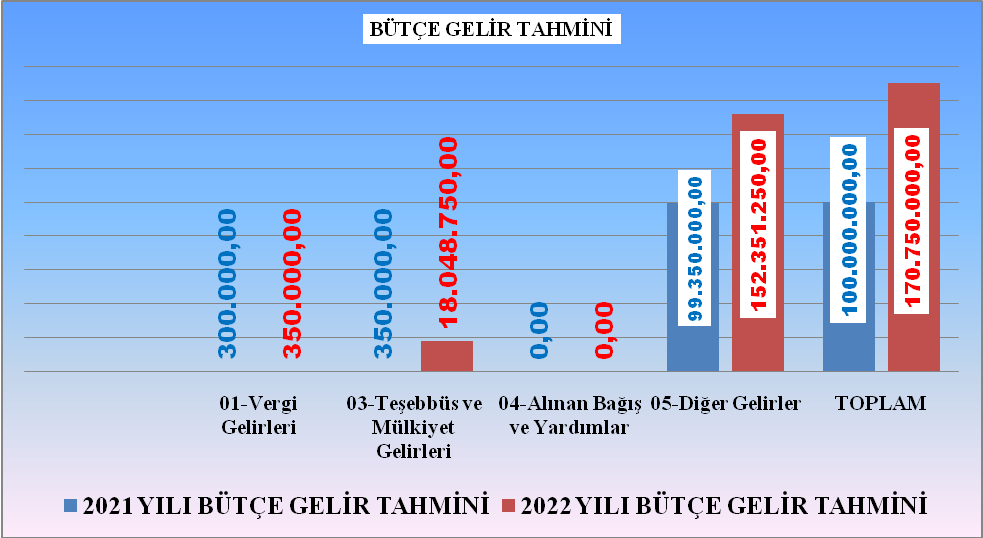 BÜTÇE GELİR TAHMİNİ
300.000,00
350.000,00
350.000,00
18.048.750,00
0,00
0,00
99.350.000,00
152.351.250,00
100.000.000,00
170.750.000,00
01-Vergi
Gelirleri
03-Teşebbüs ve
Mülkiyet
Gelirleri
04-Alınan Bağış
ve Yardımlar
05-Diğer Gelirler
TOPLAM
2021 YILI BÜTÇE GELİR TAHMİNİ
2022 YILI BÜTÇE GELİR TAHMİNİ